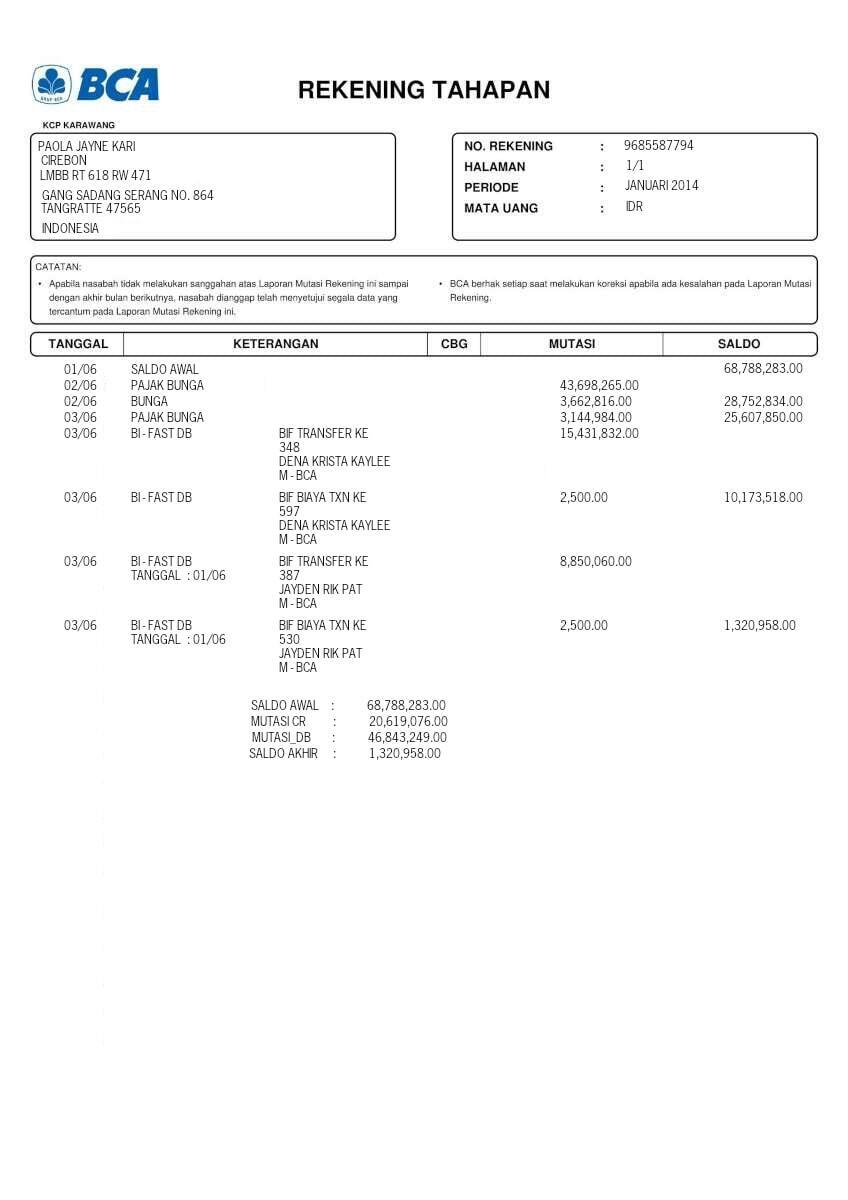 BCA
REKENING TAHAPAN
KCP KARAWANG
PAOLA JAYNE KARI
CIREBON
LMBB RT 618 RW 471
GANG SADANG SERANG NO. 864
TANGRATTE 47565
INDONESIA
NO. REKENING : 9685587794
HALAMAN : 1/1
PERIODE : JANUARI 2014
MATA UANG : IDR
CATATAN:
• Apabila nasabah tidak melakukan sanggahan atas Laporan Mutasi Rekening ini sampai
dengan akhir bulan berikutnya, nasabah dianggap telah menyetujui segala data yang
tercantum pada Laporan Mutasi Rekening ini.
• BCA berhak setiap saat melakukan koreksi apabila ada kesalahan pada Laporan Mutasi
Rekening.
TANGGAL KETERANGAN CBG MUTASI SALDO
01/06 SALDO AWAL 68,788,283.00
02/06 PAJAK BUNGA 43,698,265.00
02/06 BUNGA 3,662,816.00 28,752,834.00
03/06 PAJAK BUNGA 3,144,984.00 25,607,850.00
03/06 BI-FAST DB BIF TRANSFER KE 15,431,832.00
348
DENA KRISTA KAYLEE
M-BCA
03/06 BI-FAST DB BIF BIAYA TXN KE 2,500.00 10,173,518.00
597
DENA KRISTA KAYLEE
M-BCA
03/06 BI-FAST DB BIF TRANSFER KE 8,850,060.00
TANGGAL : 01/06 387
JAYDEN RIK PAT
M-BCA
03/06 BI-FAST DB BIF BIAYA TXN KE 2,500.00 1,320,958.00
TANGGAL : 01/06 530
JAYDEN RIK PAT
M-BCA
SALDO AWAL : 68,788,283.00
MUTASI CR : 20,619,076.00
MUTASI_DB : 46,843,249.00
SALDO AKHIR : 1,320,958.00